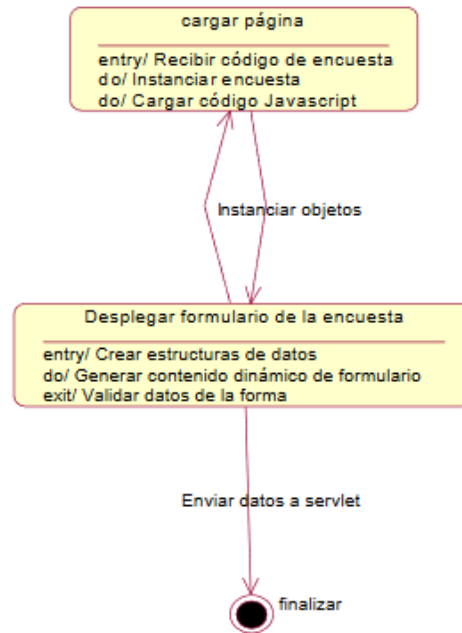 cargar página
entry/ Recibir código de encuesta
do/ Instanciar encuesta
do/ Cargar código Javascript
Instanciar objetos
Desplegar formulario de la encuesta
entry/ Crear estructuras de datos
do/ Generar contenido dinámico de formulario
exit/ Validar datos de la forma
Enviar datos a servlet
finalizar